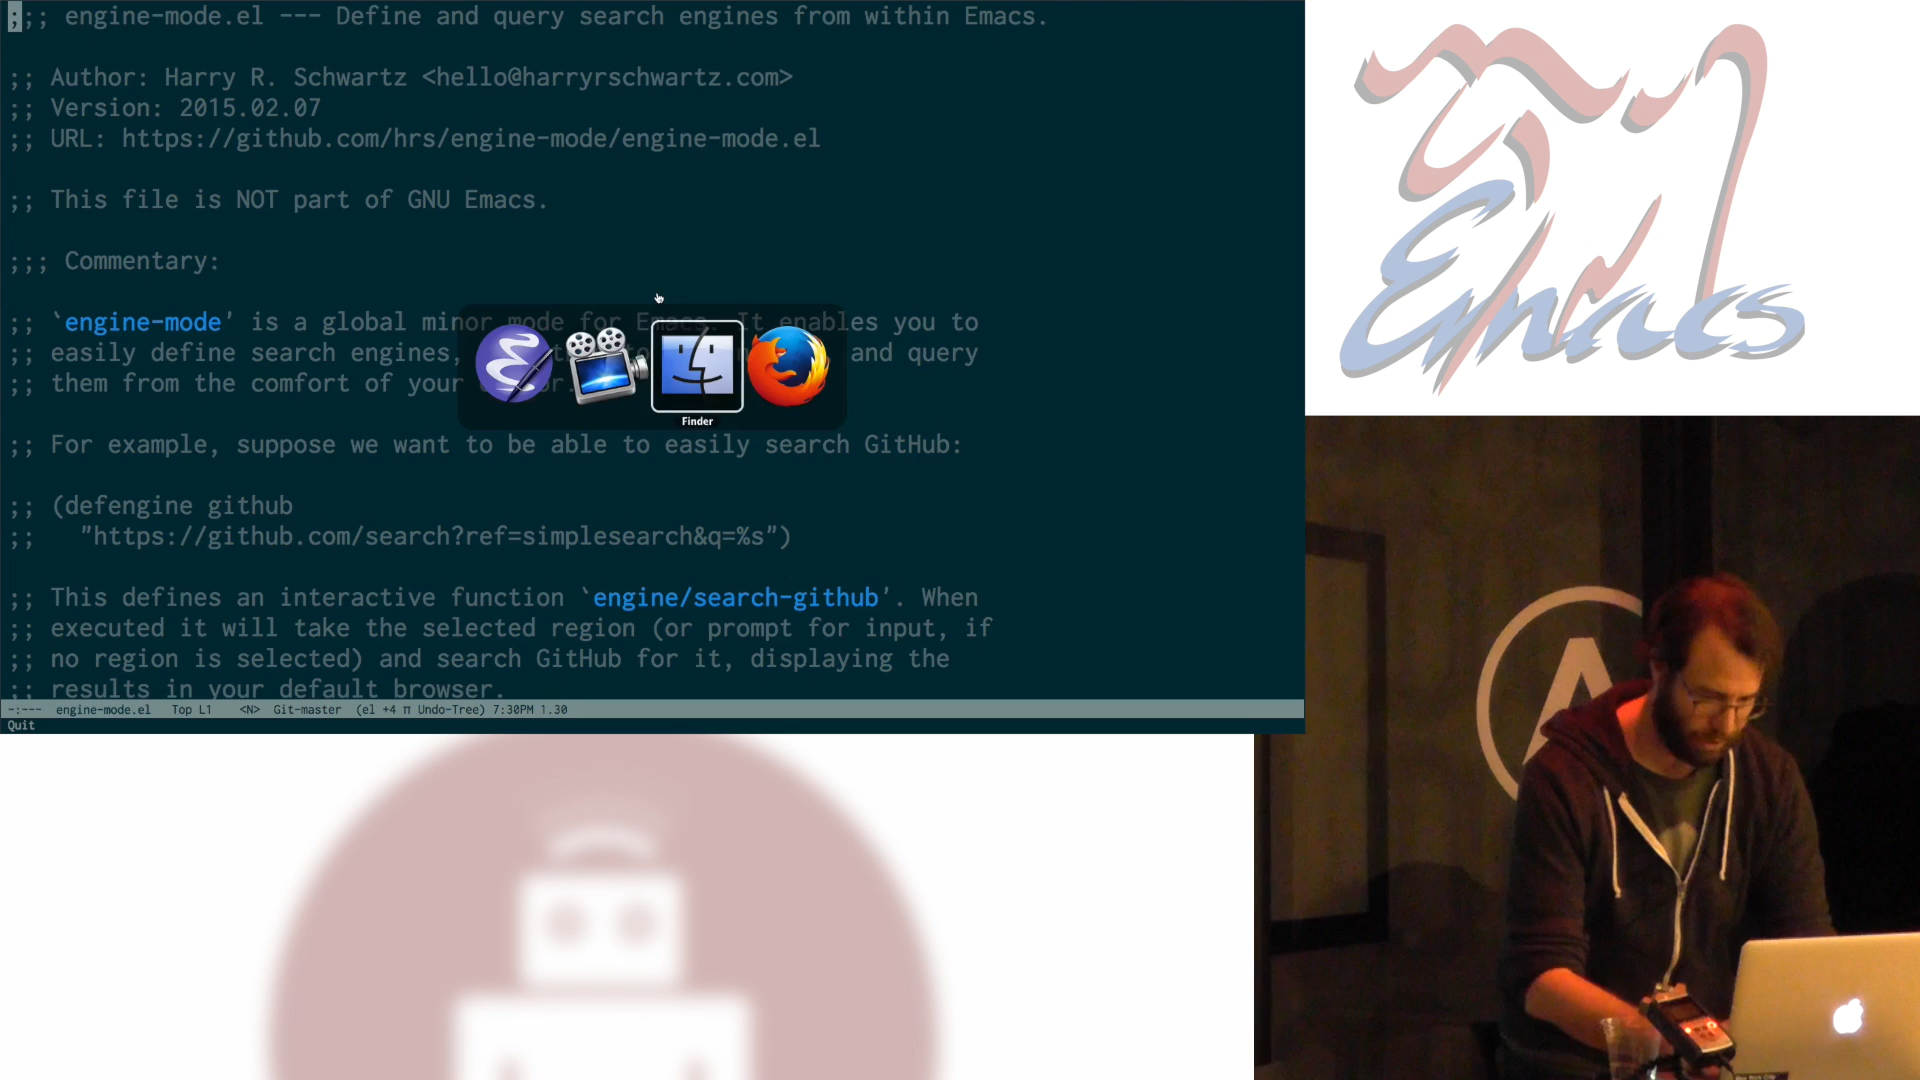 ;;; engine-mode.el --- Define and query search engines from within Emacs.
;; Author: Harry R. Schwartz <hello@harryrschwartz.com>
;; Version: 2015.02.07
;; URL: https://github.com/hrs/engine-mode/engine-mode.el
;; This file is NOT part of GNU Emacs.
;;; Commentary:
;; `engine-mode' is a global minor mode for Emacs. It enables you to
;; easily define search engines, and query
;; them from the comfort of your
Finder
;; For example, suppose we want to be able to easily search GitHub:
;; (defengine github
;;   "https://github.com/search?ref=simplesearch&q=%s")
;; This defines an interactive function `engine/search-github'. When
;; executed it will take the selected region (or prompt for input, if
;; no region is selected) and search GitHub for it, displaying the
;; results in your default browser.
-:--- engine-mode.el Top L1 <N> Git-master (el +4 π Undo-Tree) 7:30PM 1.30
Quit
Emacs
A